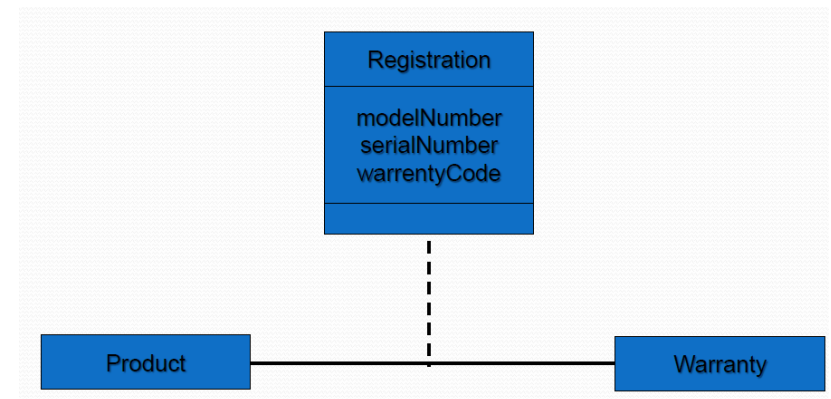 Registration
modelNumber
serialNumber
warrentyCode
Product
Warranty